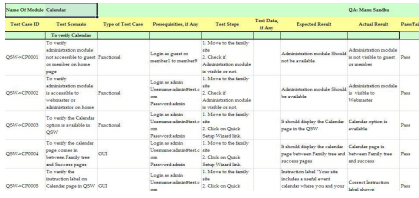 Name Of Module Calendar QA: Manu Sandhu
Test Case ID Test Scenario Type of Test Case Prerequisities, if Any Test Steps Test Data, if Any Expected Result Actual Result Pass/Fail
To verify Calendar
QSW=CP0001 To verify administration module not accessible to guest or member on home page Functional Login as guest or member1 to member9 1. Move to the family site 2. Check if Administration module is visible or not. Administration module Should not be available Administration module is not visible to guest or member Pass
QSW=CP0002 To verify administration module is accessible to webmaster or administrator on home Functional Login as admin Username: Password:admin 1. Move to the family site 2. Check if Administration module is visible or not. Administration module Should be available Administration module is visible to Webmaster Pass
QSW=CP0003 To verify the Calendar option is available in QSW Functional Login as admin Username: Password:admin 1. Move to the family site 2. Click on Quick Setup Wizard link. It should display the Calendar page in the QSW Calendar option is available Pass
QSW=CP0004 To verify the calendar page comes in between Family tree and Success pages GUI Login as admin Username: Password:admin 1. Move to the family site 2. Click on Quick Setup Wizard link. It should display the calendar page between Family tree and success pages Calendar page is between Family tree and success Pass
QSW=CP0005 To verify the instruction label on Calendar page in QSW GUI Login as admin Username: 1. Move to the family site 2. Click on Quick Instruction label "Your site includes a useful event calendar where you and your Correct Instruction label above Pass